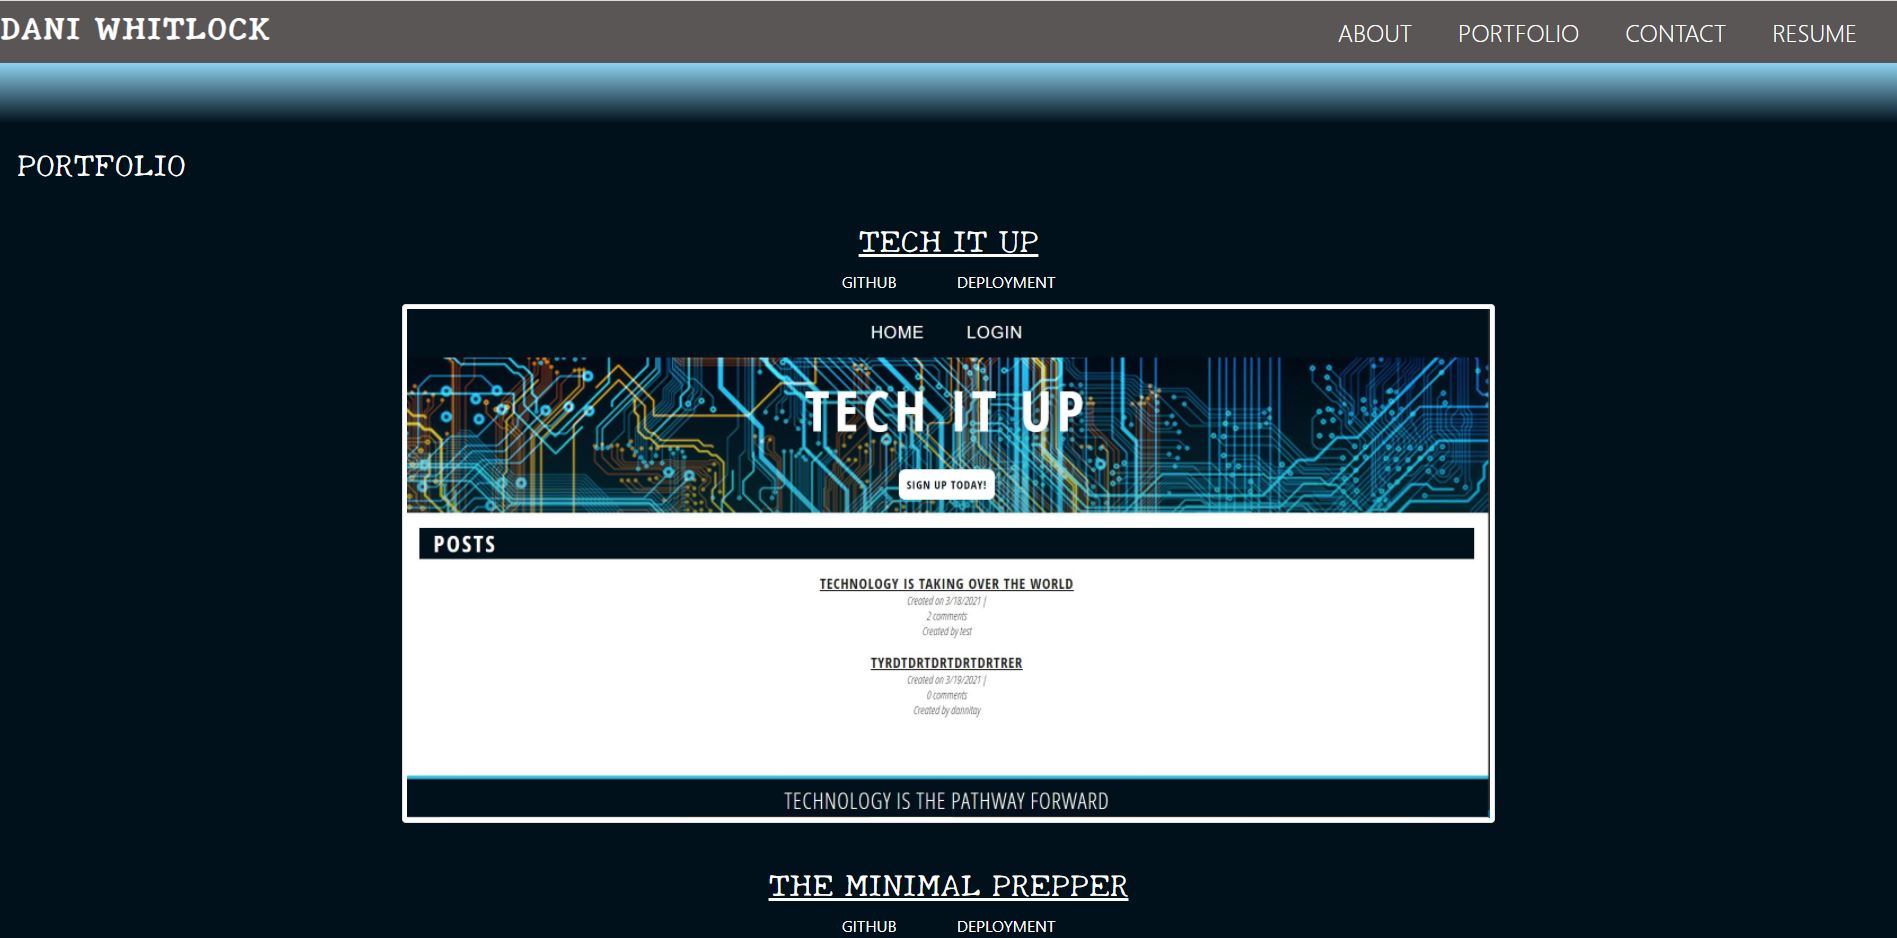 DANI WHITLOCK
ABOUT PORTFOLIO CONTACT RESUME
PORTFOLIO
TECH IT UP
GITHUB DEPLOYMENT
HOME LOGIN
TECH IT UP
SIGN UP TODAY!
POSTS
TECHNOLOGY IS TAKING OVER THE WORLD
Created on 3/18/2021 |
2 comments
Created by test
TYRDTDRTDRTDRTDRTRER
Created on 3/19/2021 |
0 comments
Created by dannitay
TECHNOLOGY IS THE PATHWAY FORWARD
THE MINIMAL PREPPER
GITHUB DEPLOYMENT